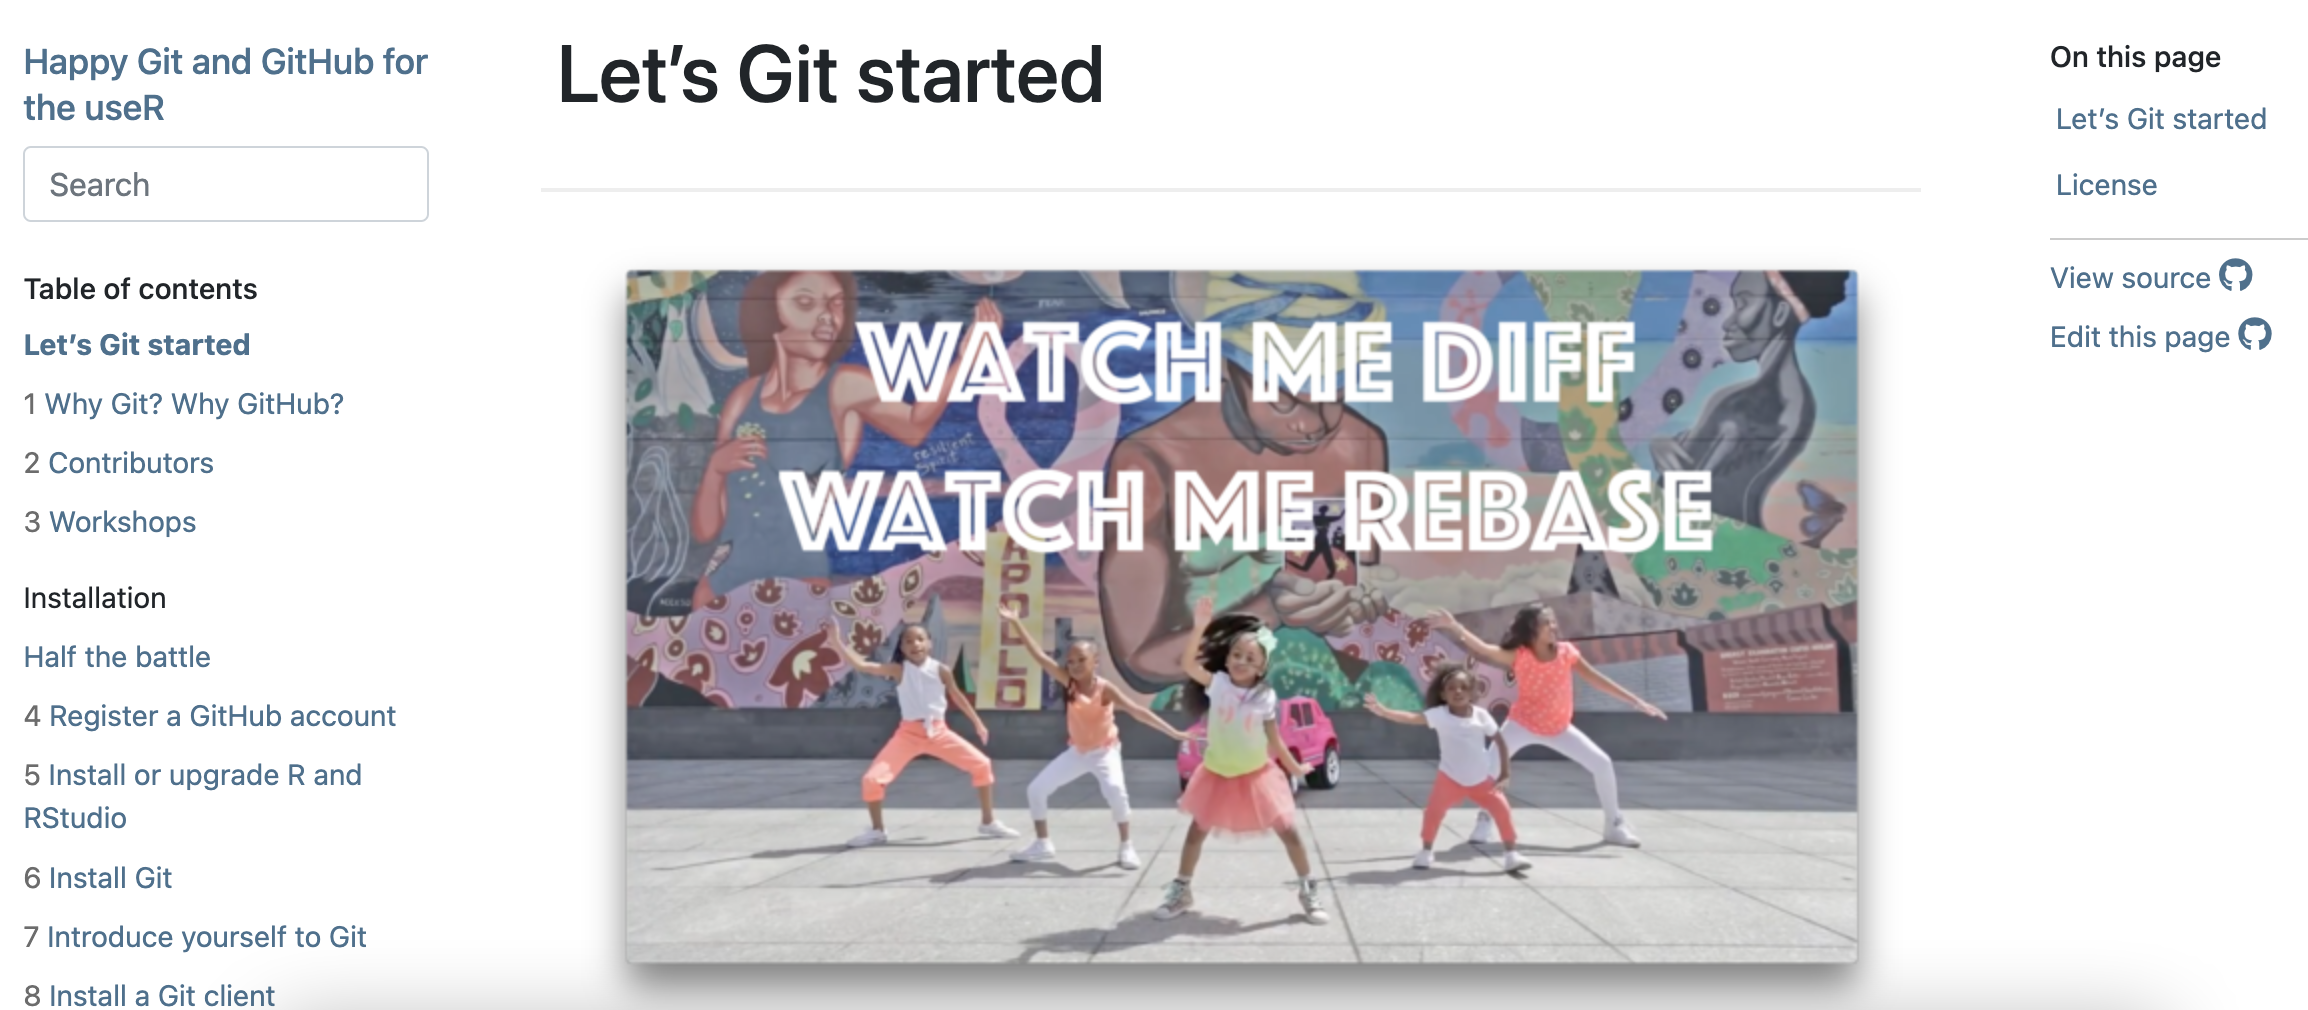 Happy Git and GitHub for
the useR
Search
Table of contents
Let’s Git started
1 Why Git? Why GitHub?
2 Contributors
3 Workshops
Installation
Half the battle
4 Register a GitHub account
5 Install or upgrade R and
RStudio
6 Install Git
7 Introduce yourself to Git
8 Install a Git client
Let’s Git started
WATCH ME DIFF
WATCH ME REBASE
resilient
Spirit
APOLLO
On this page
Let’s Git started
License
View source
Edit this page